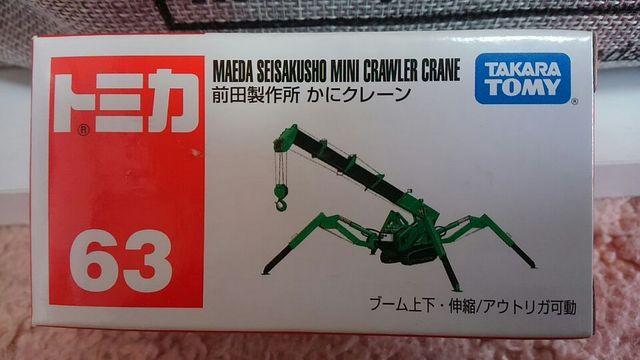 トミカ
®
63
MAEDA SEISAKUSHO MINI CRAWLER CRANE
前田製作所 かにクレーン
TAKARA
TOMY
®
ブーム上下・伸縮/アウトリガ可動